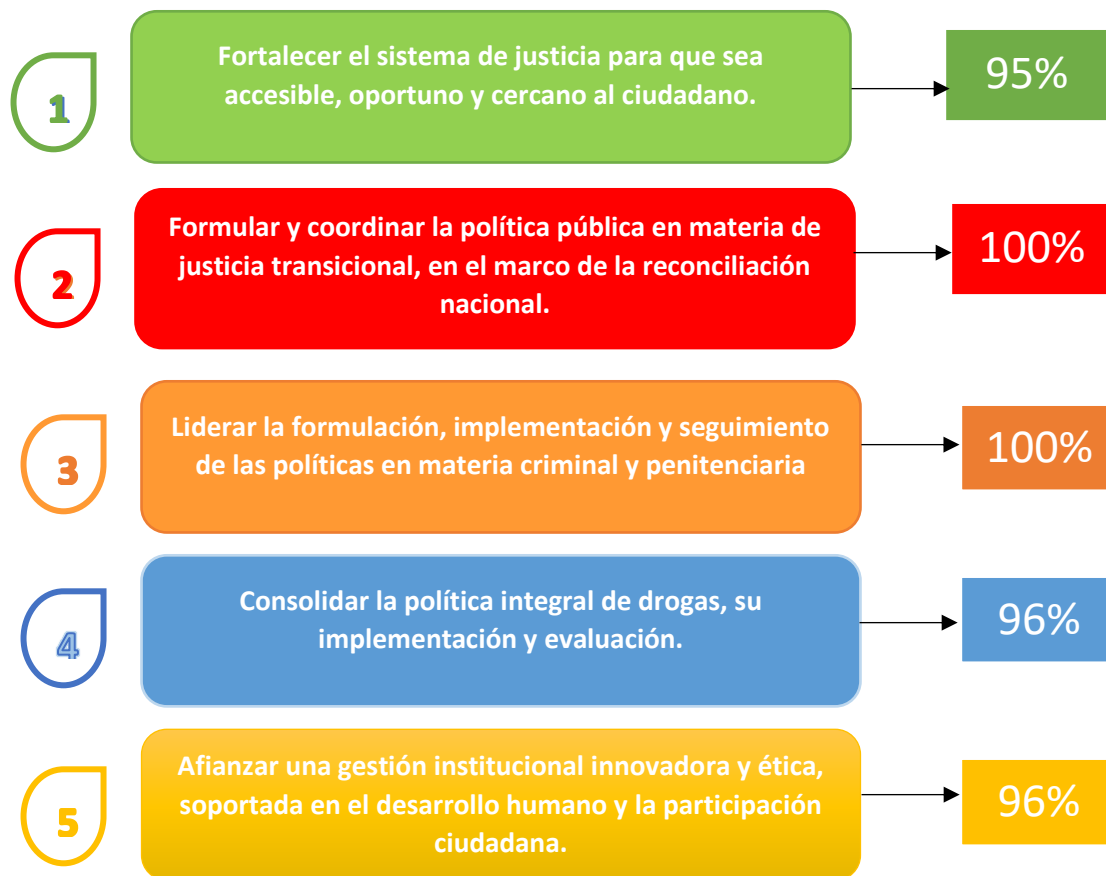 1
Fortalecer el sistema de justicia para que sea
accesible, oportuno y cercano al ciudadano.
95%
2
Formular y coordinar la política pública en materia de
justicia transicional, en el marco de la reconciliación
nacional.
100%
3
Liderar la formulación, implementación y seguimiento
de las políticas en materia criminal y penitenciaria
100%
4
Consolidar la política integral de drogas, su
implementación y evaluación.
96%
5
Afianzar una gestión institucional innovadora y ética,
soportada en el desarrollo humano y la participación
ciudadana.
96%